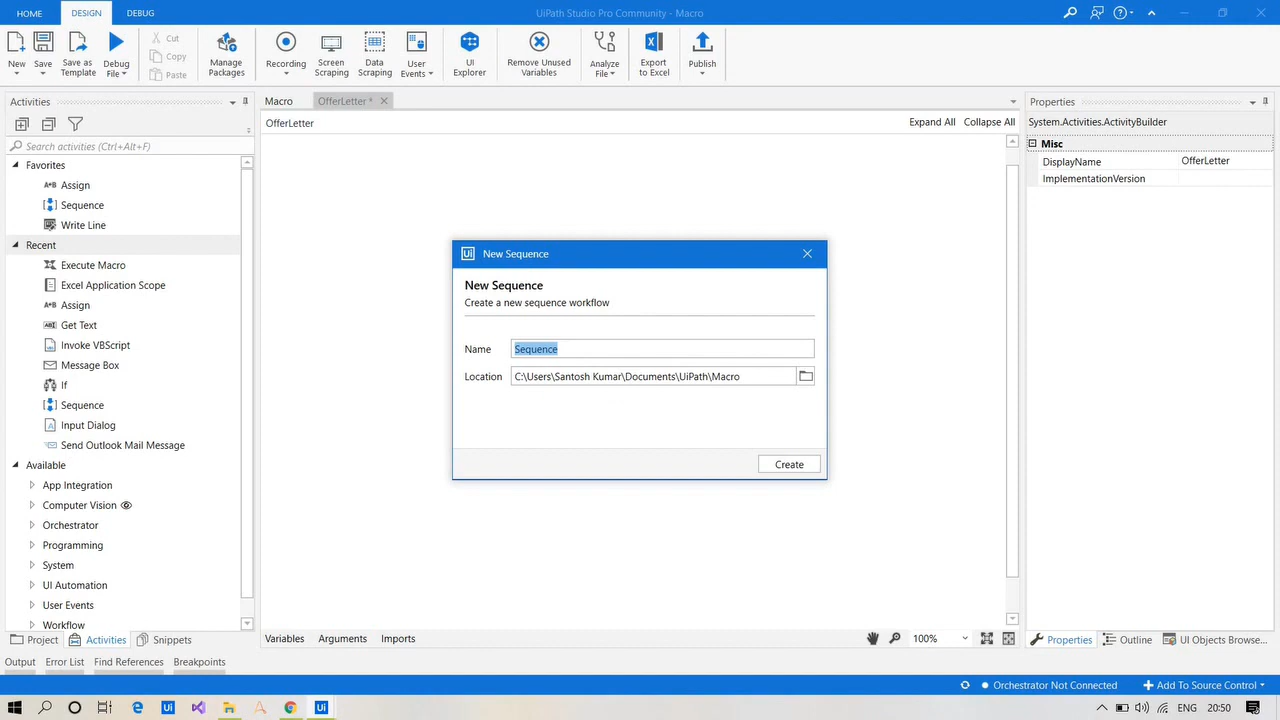 HOME DESIGN DEBUG UiPath Studio Pro Community - Macro
New Save Save as Template Debug File Cut Copy Paste Manage Packages Recording Screen Scraping Data Scraping User Events UI Explorer Remove Unused Variables Analyze File Export to Excel Publish
Activities
Search activities (Ctrl+Alt+F)
Favorites
Assign
Sequence
Write Line
Recent
Execute Macro
Excel Application Scope
Assign
Get Text
Invoke VBScript
Message Box
If
Sequence
Input Dialog
Send Outlook Mail Message
Available
App Integration
Computer Vision
Orchestrator
Programming
System
UI Automation
User Events
Workflow
Project Activities Snippets
Macro OfferLetter *
OfferLetter Expand All Collapse All
Ui New Sequence
New Sequence
Create a new sequence workflow
Name Sequence
Location C:\Users\Santosh Kumar\Documents\UiPath\Macro
Create
Variables Arguments Imports 100%
Properties
System.Activities.ActivityBuilder
Misc
DisplayName OfferLetter
ImplementationVersion
Properties Outline UI Objects Browse...
Output Error List Find References Breakpoints
Orchestrator Not Connected Add To Source Control
Ui Ui ENG 20:50